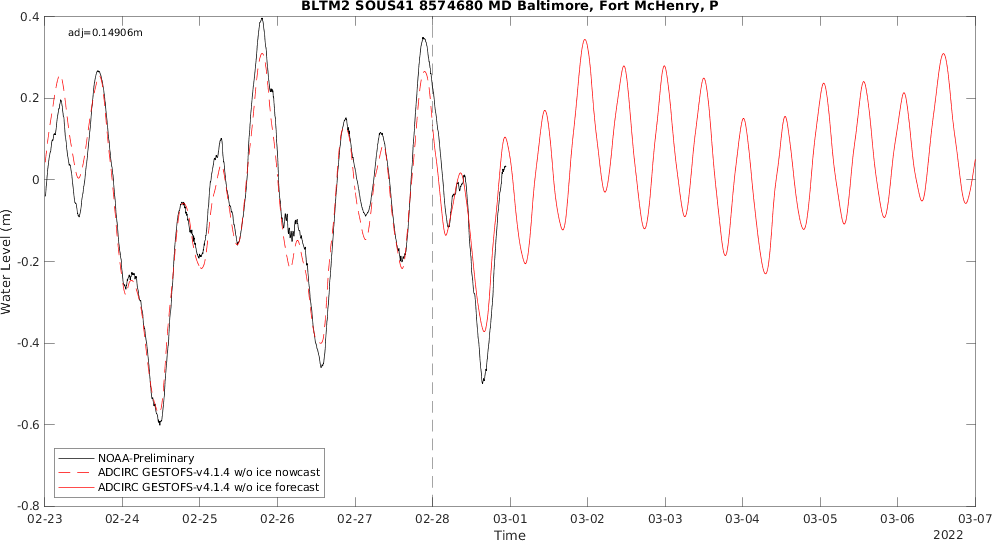 BLTM2 SOUS41 8574680 MD Baltimore, Fort McHenry, P
adj=0.14906m
0.4
0.2
0
-0.2
-0.4
-0.6
-0.8
Water Level (m)
NOAA-Preliminary
ADCIRC GESTOFS-v4.1.4 w/o ice nowcast
ADCIRC GESTOFS-v4.1.4 w/o ice forecast
02-23 02-24 02-25 02-26 02-27 02-28 03-01 03-02 03-03 03-04 03-05 03-06 03-07
Time
2022